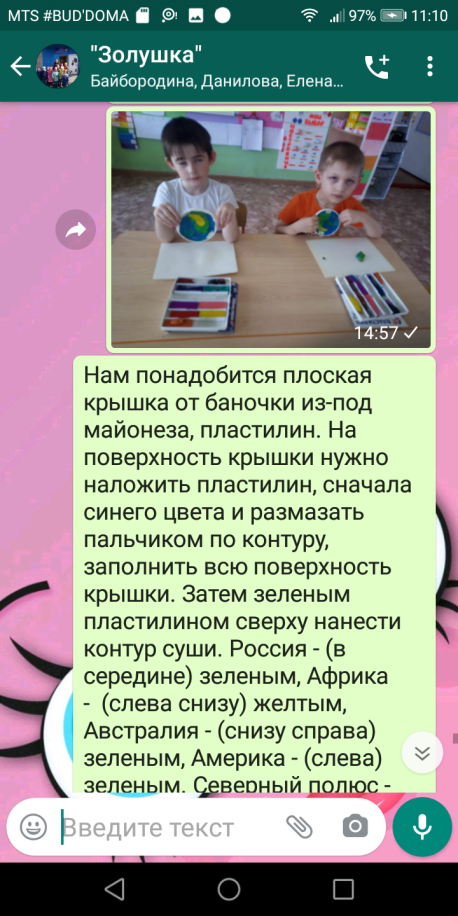 MTS #BUD'DOMA
97%
11:10
"Золушка"
Байбородина, Данилова, Елена...
14:57
Нам понадобится плоская
крышка от баночки из-под
майонеза, пластилин. На
поверхность крышки нужно
наложить пластилин, сначала
синего цвета и размазать
пальчиком по контуру,
заполнить всю поверхность
крышки. Затем зеленым
пластилином сверху нанести
контур суши. Россия - (в
середине) зеленым, Африка
- (слева снизу) желтым,
Австралия - (снизу справа)
зеленым, Америка - (слева)
зеленым. Северный полюс -
Введите текст